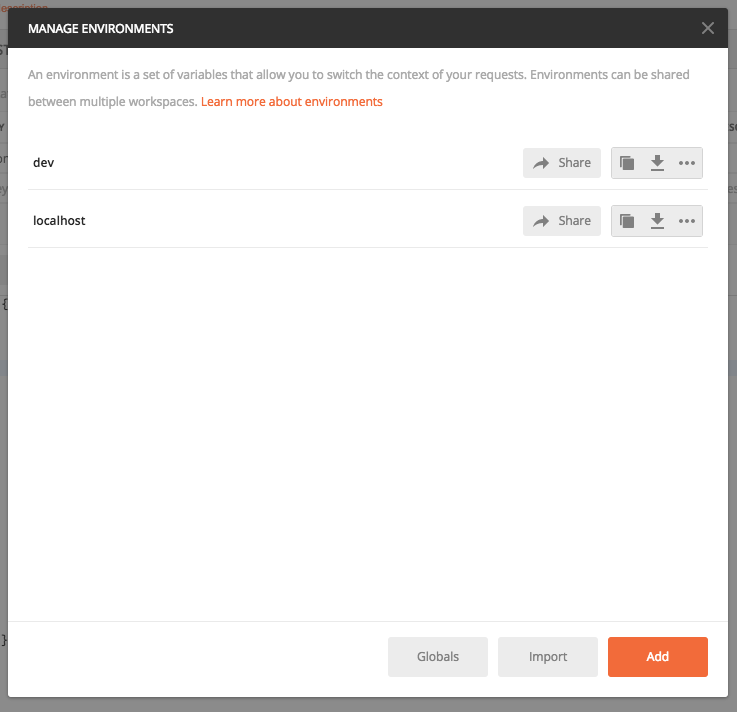 MANAGE ENVIRONMENTS
An environment is a set of variables that allow you to switch the context of your requests. Environments can be shared
between multiple workspaces. Learn more about environments
dev
Share
localhost
Share
{
}
Globals
Import
Add